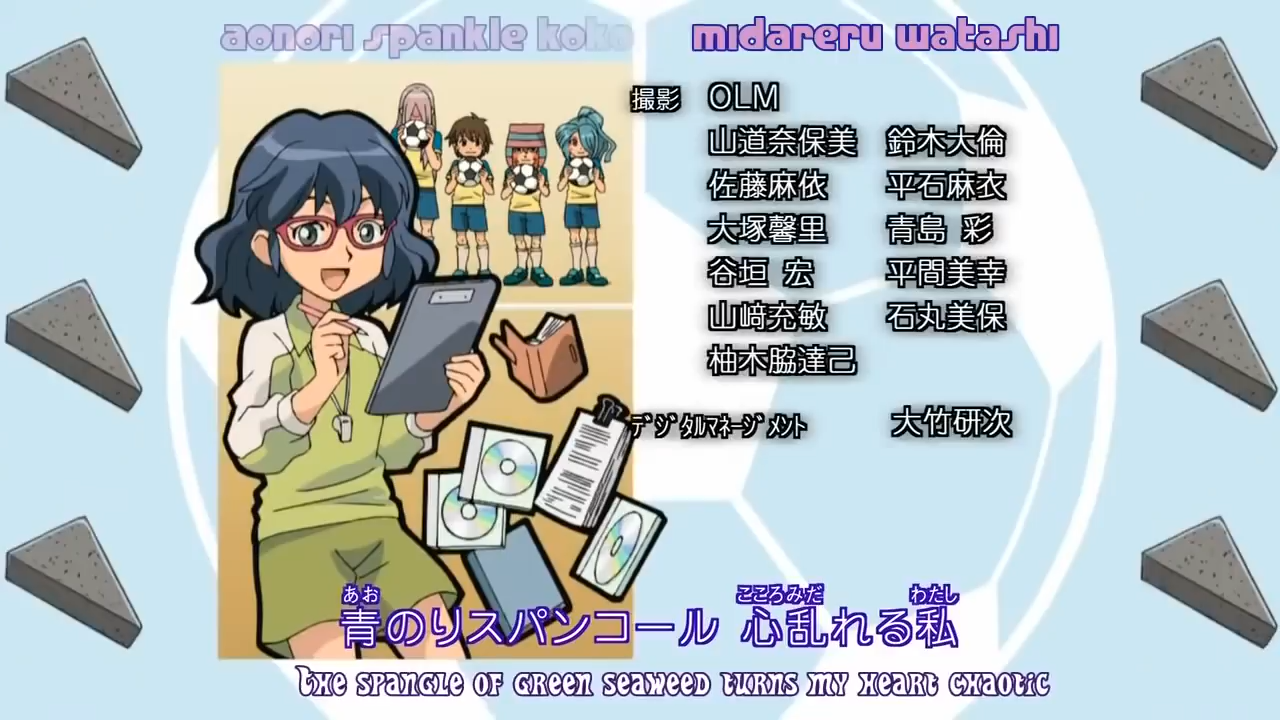 aonori spankle koko midareru watashi
撮影 OLM
山道奈保美 鈴木大倫
佐藤麻依 平石麻衣
大塚馨里 青島 彩
谷垣 宏 平間美幸
山﨑充敏 石丸美保
柚木脇達己
デジタルマネージメント 大竹研次
あお こころみだ わたし
青のりスパンコール 心乱れる私
The spangle of green seaweed turns my heart chaotic